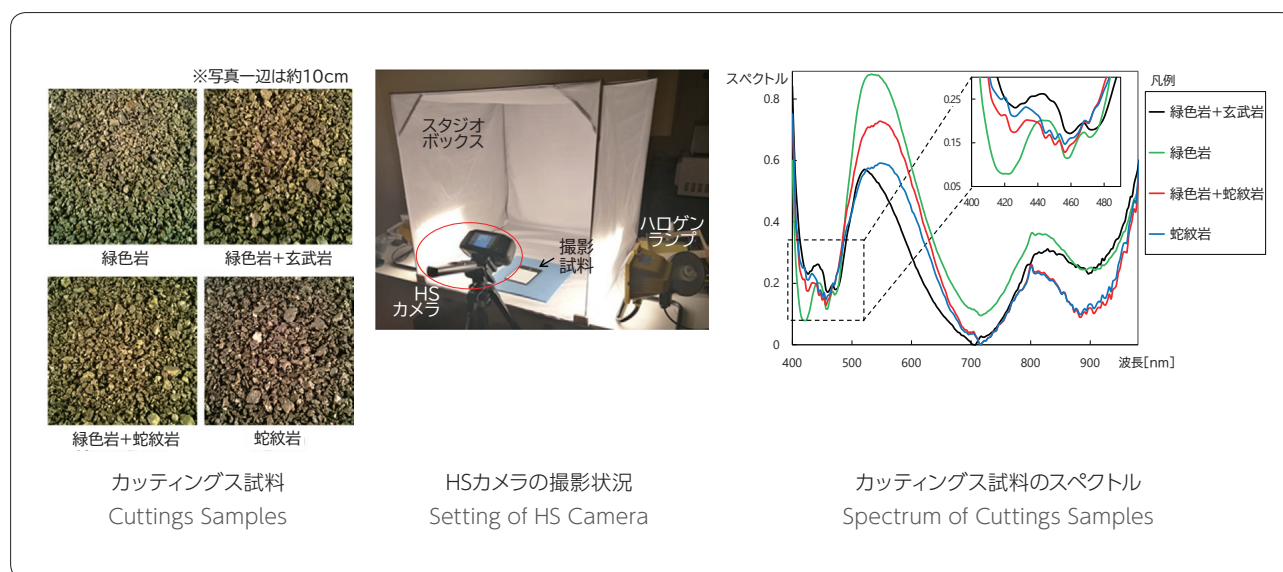 ※写真一辺は約10cm
緑色岩
緑色岩+玄武岩
緑色岩+蛇紋岩
蛇紋岩
カッティングス試料
Cuttings Samples
スタジオ
ボックス
ハロゲン
ランプ
撮影
試料
HS
カメラ
HSカメラの撮影状況
Setting of HS Camera
スペクトル
0.8
0.6
0.4
0.2
0
400
500
600
700
800
900
波長[nm]
0.25
0.15
0.05
400
420
440
460
480
凡例
緑色岩+玄武岩
緑色岩
緑色岩+蛇紋岩
蛇紋岩
カッティングス試料のスペクトル
Spectrum of Cuttings Samples